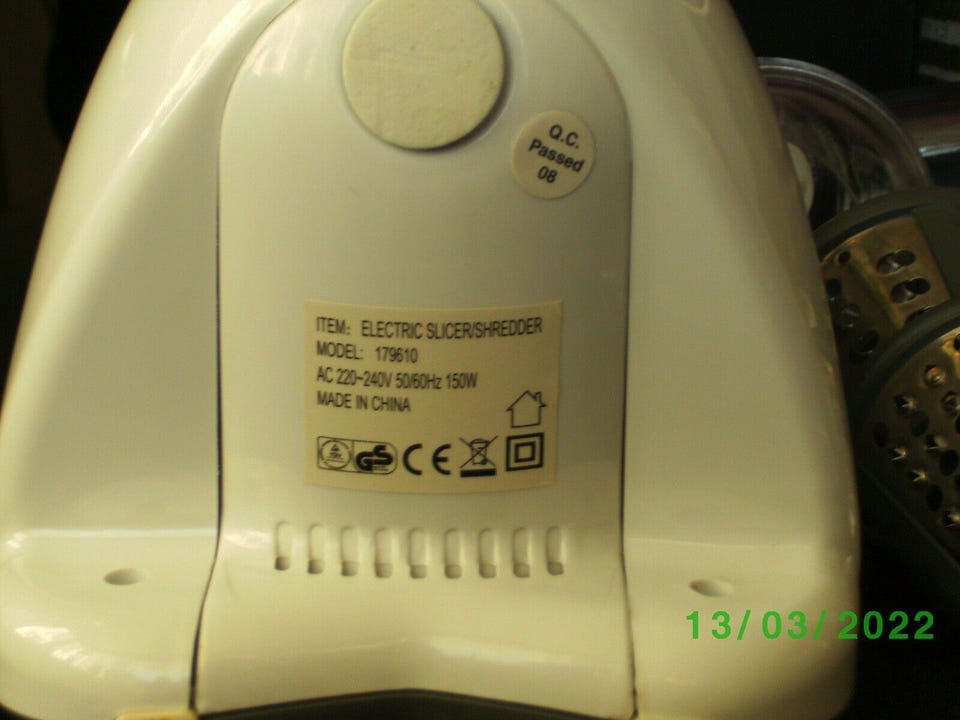 Q.C.
Passed
08
ITEM: ELECTRIC SLICER/SHREDDER
MODEL: 179610
AC 220~240V 50/60Hz 150W
MADE IN CHINA
GS
CE
13/03/2022